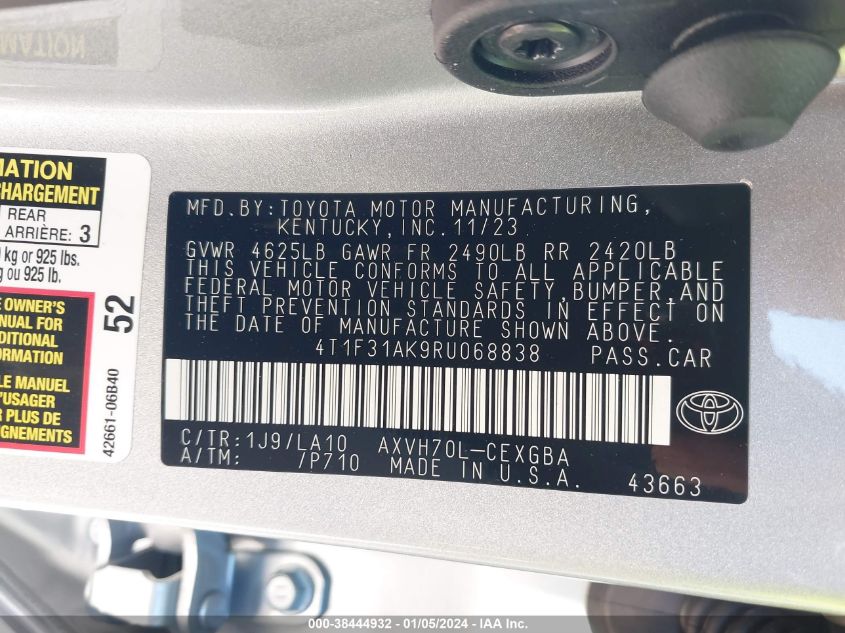 MATION
MATION
CHARGEMENT
REAR
ARRIÈRE: 3
kg or 925 lbs.
g ou 925 lb.
E OWNER'S
NUAL FOR
DITIONAL
ORMATION
LE MANUEL
L'USAGER
R PLUS DE
IGNEMENTS
52
42661-06B40
MFD.BY:TOYOTA MOTOR MANUFACTURING,
KENTUCKY,INC.11/23
GVWR 4625LB GAWR FR 2490LB RR 2420LB
THIS VEHICLE CONFORMS TO ALL APPLICABLE
FEDERAL MOTOR VEHICLE SAFETY,BUMPER,AND
THEFT PREVENTION STANDARDS IN EFFECT ON
THE DATE OF MANUFACTURE SHOWN ABOVE.
4T1F31AK9RU068838 PASS.CAR
C/TR:1J9/LA10 AXVH70L-CEXGBA
A/TM: /P710 MADE IN U.S.A.
43663
000-38444932 - 01/05/2024 - IAA Inc.